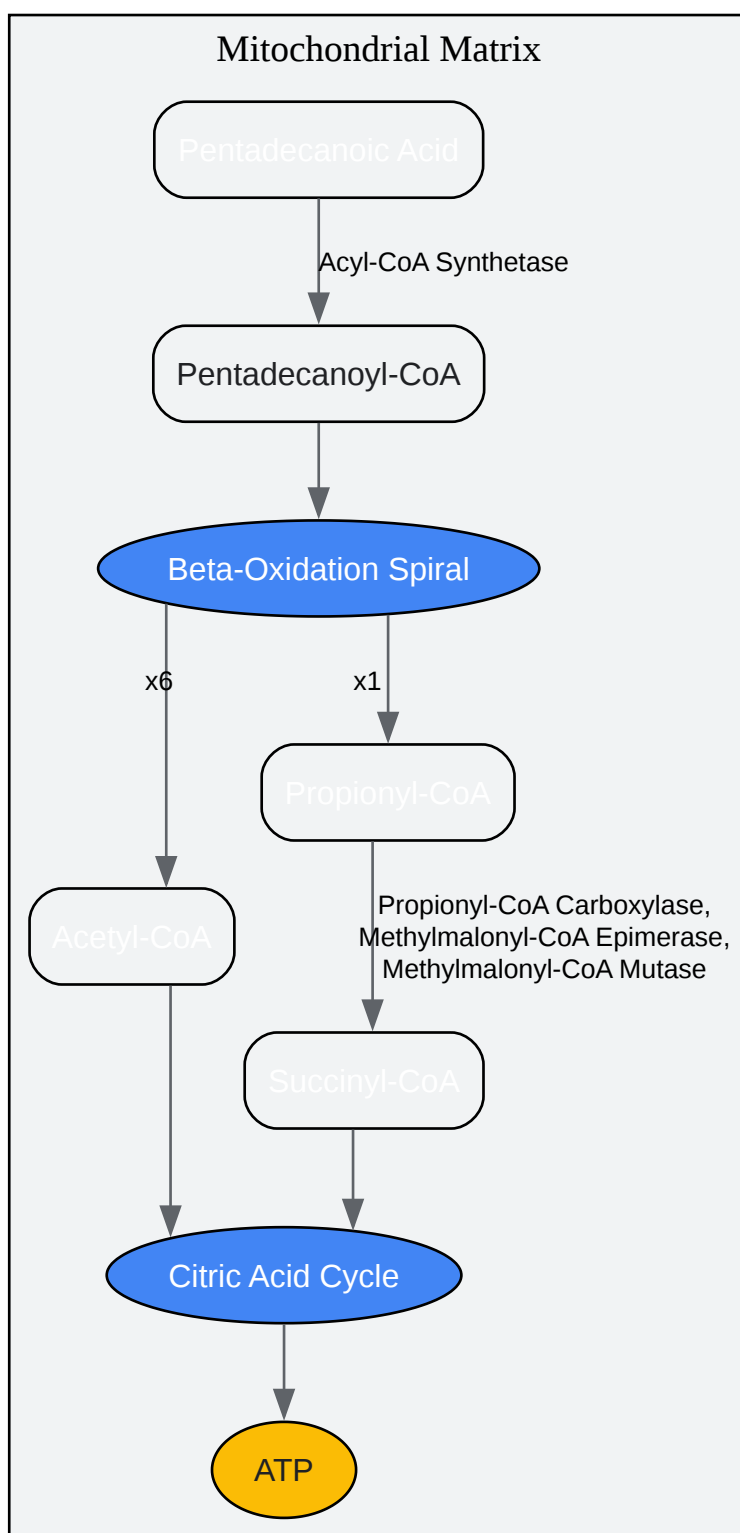 Mitochondrial Matrix
Pentadecanoic Acid
Acyl-CoA Synthetase
Pentadecanoyl-CoA
Beta-Oxidation Spiral
x6
x1
Propionyl-CoA
Acetyl-CoA
Propionyl-CoA Carboxylase,
Methylmalonyl-CoA Epimerase,
Methylmalonyl-CoA Mutase
Succinyl-CoA
Citric Acid Cycle
ATP